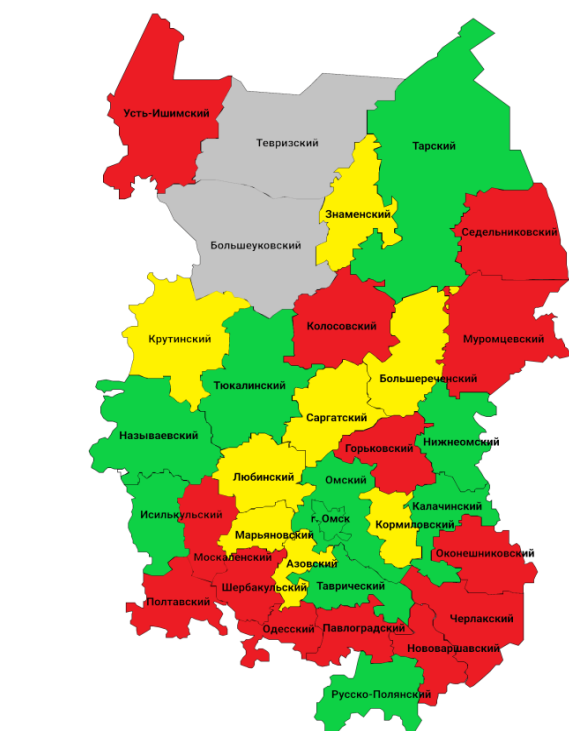 Усть-Ишимский
Тевризский
Тарский
Знаменский
Седельниковский
Большеуковский
Колосовский
Крутинский
Муромцевский
Большереченский
Тюкалинский
Саргатский
Называевский
Нижнеомский
Горьковский
Любинский
Омский
Калачинский
Исилькульский
г. Омск
Кормиловский
Марьяновский
Оконешниковский
Москаленский
Азовский
Шербакульский
Таврический
Полтавский
Черлакский
Одесский
Павлоградский
Нововаршавский
Русско-Полянский